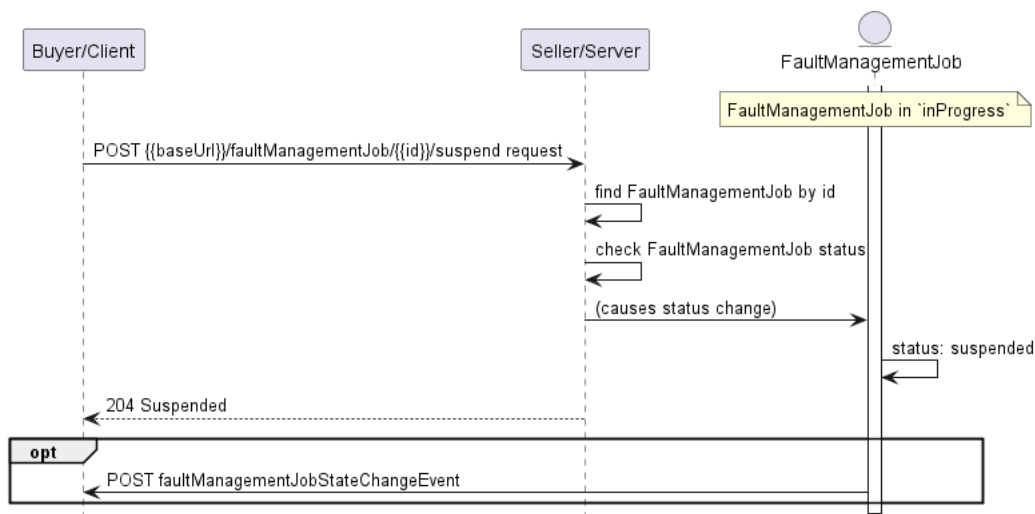 Buyer/Client
Seller/Server
FaultManagementJob
FaultManagementJob in `inProgress`
POST {{baseUrl}}/faultManagementJob/{{id}}/suspend request
find FaultManagementJob by id
check FaultManagementJob status
(causes status change)
status: suspended
204 Suspended
opt
POST faultManagementJobStateChangeEvent